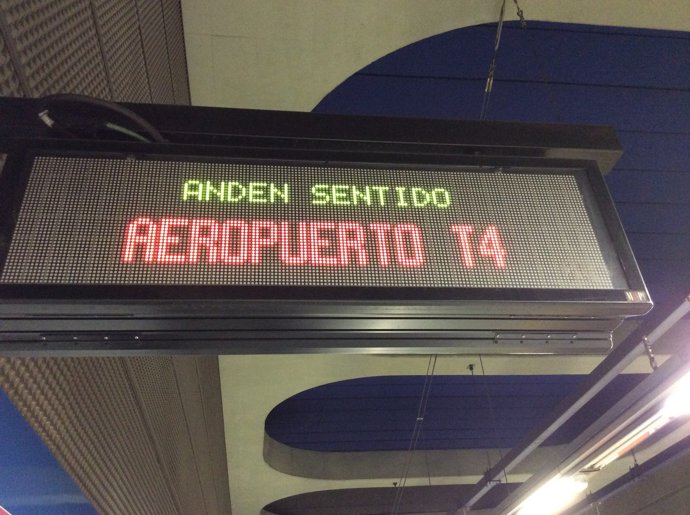 ANDEN SENTIDO
AEROPUERTO T4